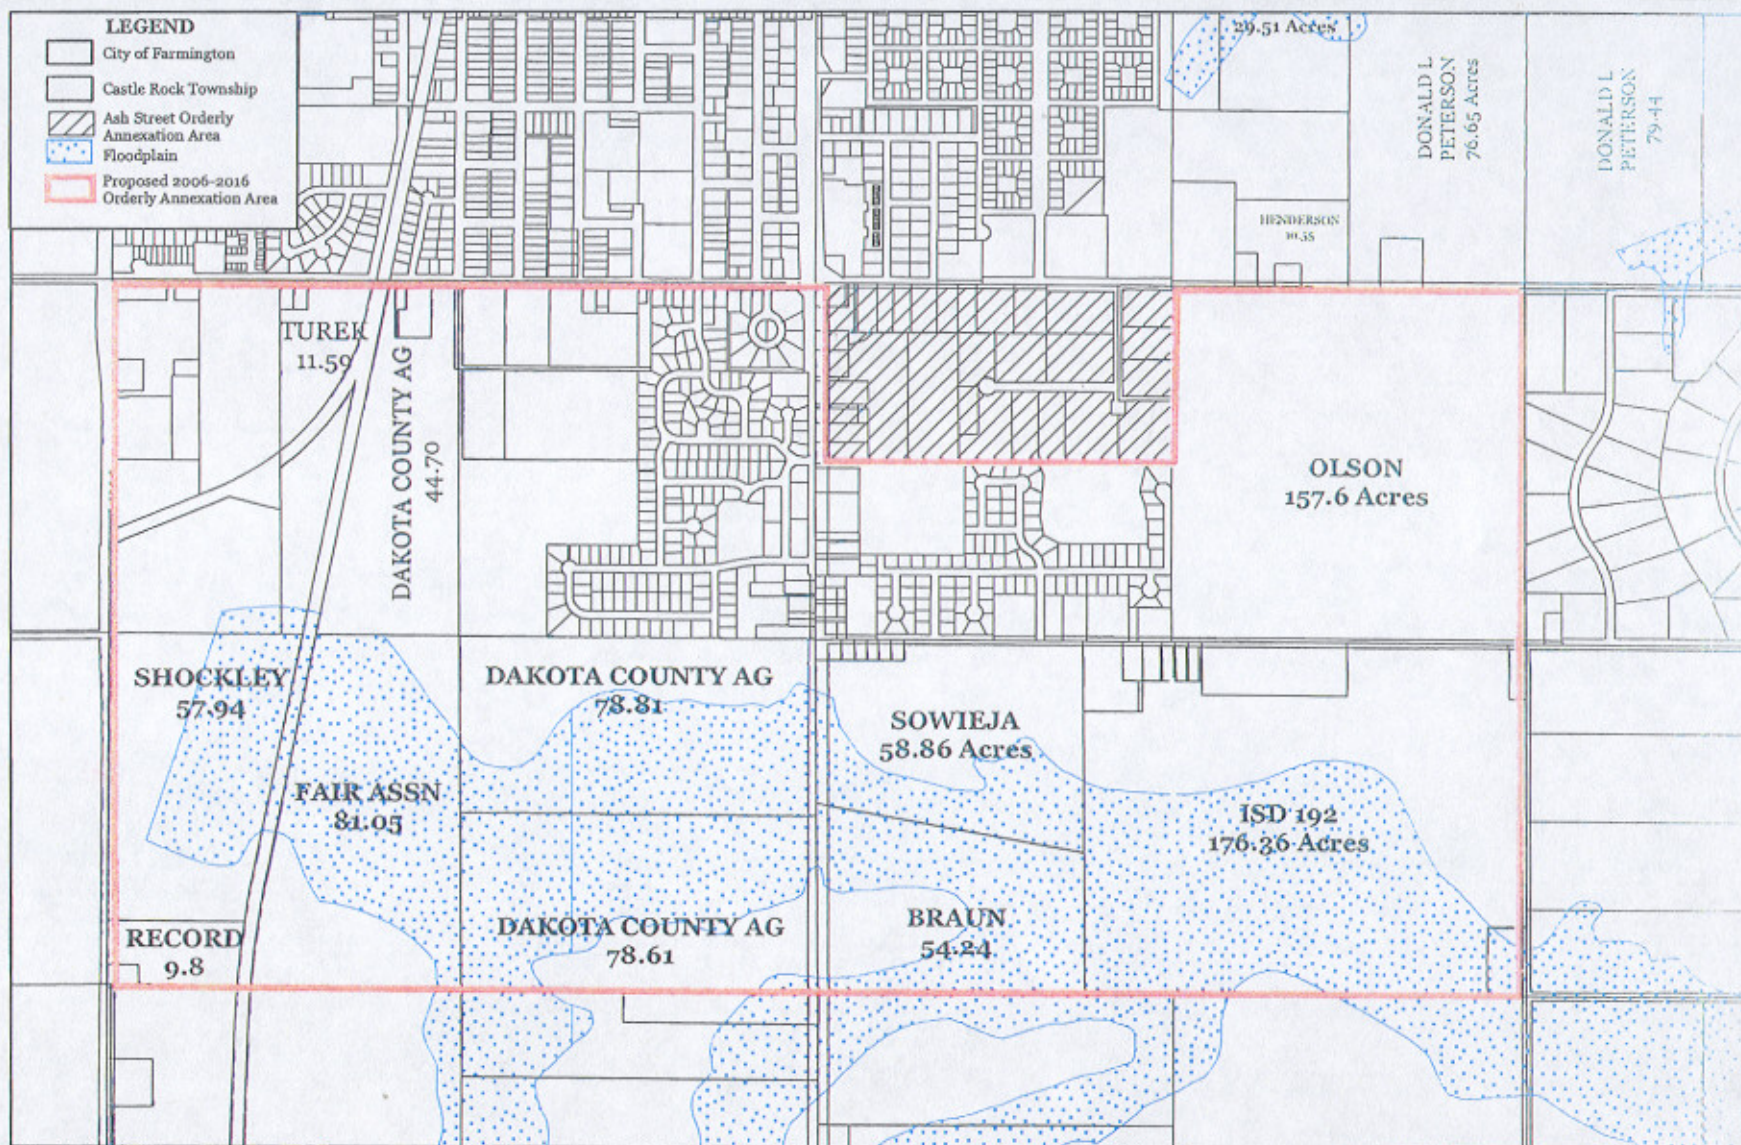 LEGEND
City of Farmington
Castle Rock Township
Ash Street Orderly
Annexation Area
Floodplain
Proposed 2006-2016
Orderly Annexation Area
29.51 Acres
DONALD L
PETERSON
76.65 Acres
DONALD L
PETERSON
79.44
HENDERSON
10.55
TUREK
11.59
DAKOTA COUNTY AG
44.70
OLSON
157.6 Acres
SHOCKLEY
57.94
DAKOTA COUNTY AG
78.81
SOWIEJA
58.86 Acres
FAIR ASSN
81.05
ISD 192
176.36 Acres
RECORD
9.8
DAKOTA COUNTY AG
78.61
BRAUN
54.24